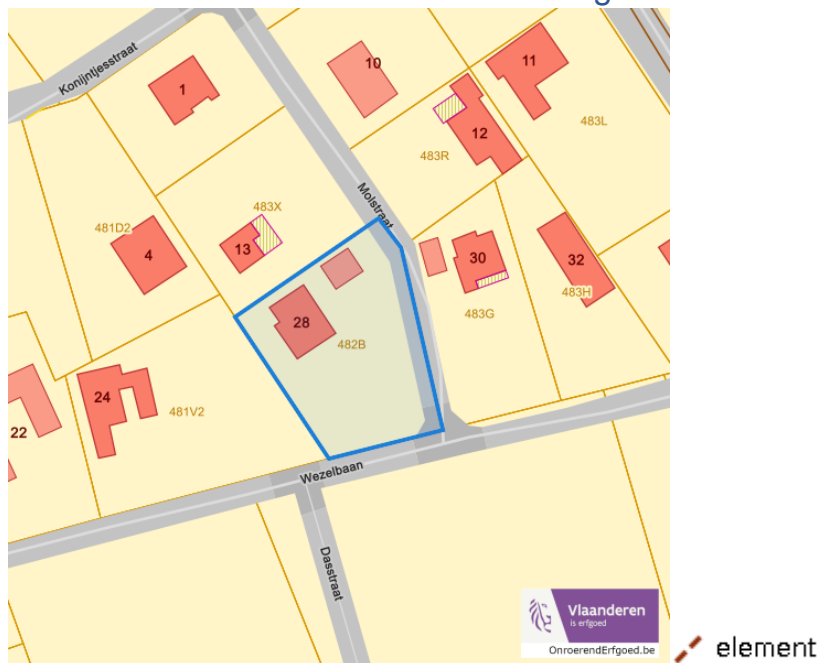 Konijntjesstraat
1
10
11
12
483L
483R
Molstraat
483X
481D2
4
13
30
32
483H
483G
28
482B
24
481V2
22
Wezelbaan
Dasstraat
Vlaanderen
is erfgoed
OnroerendErfgoed.be
element